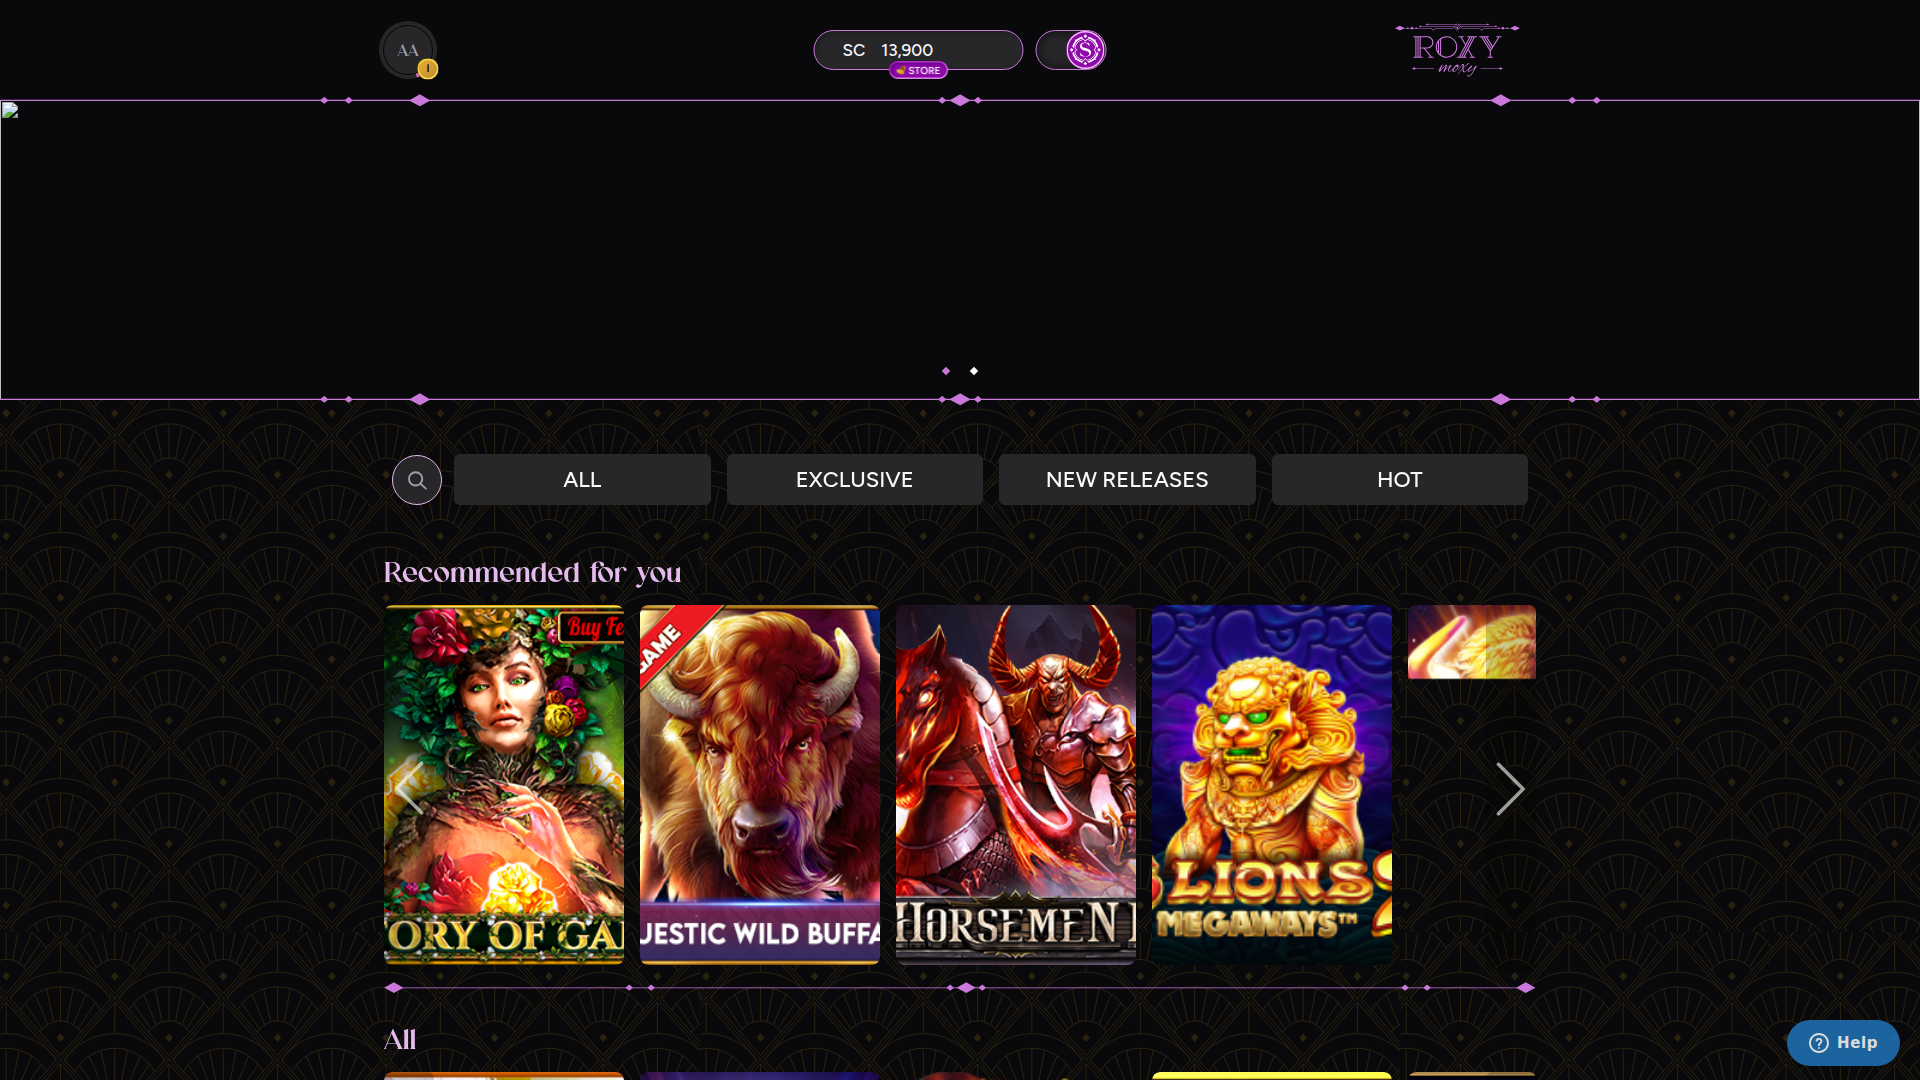 AA
I
SC 13,900
STORE
ROXY
moxy
ALL
EXCLUSIVE
NEW RELEASES
HOT
Recommended for you
Buy Fe
ORY OF GA
GAME
JESTIC WILD BUFFA
HORSEMEN
LIONS
MEGAWAYS™
All
Help